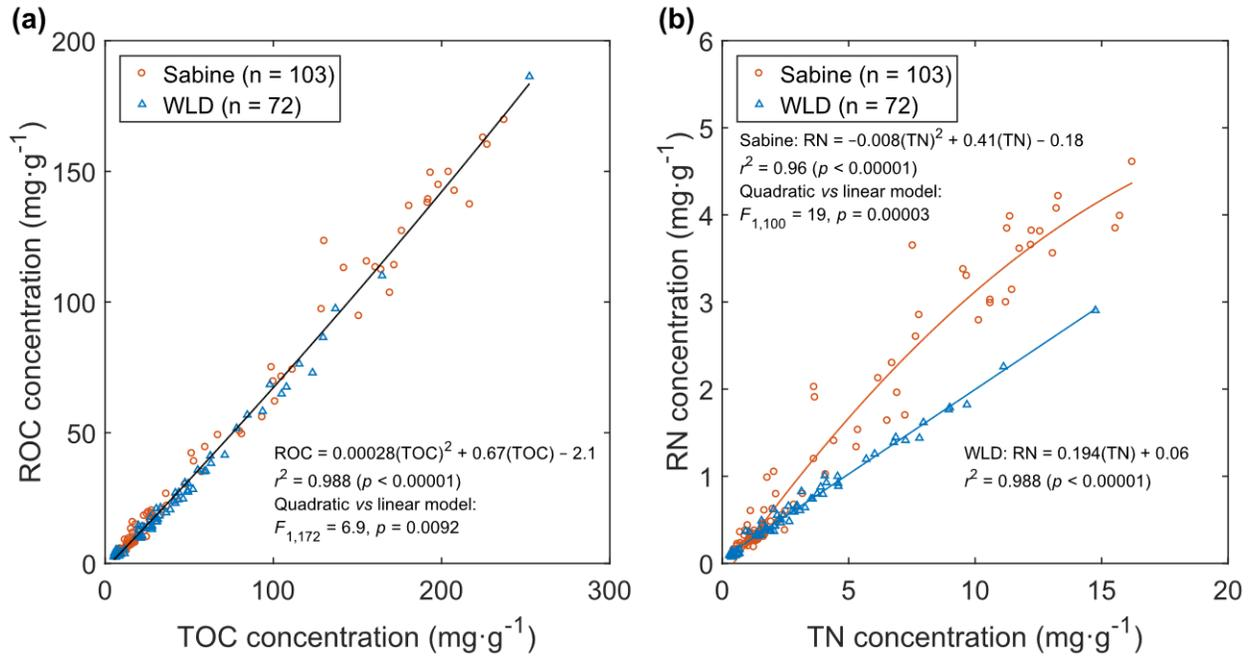 (a)
200
150
100
50
0
0
100
200
300
ROC concentration (mg·g⁻¹)
TOC concentration (mg·g⁻¹)
Sabine (n = 103)
WLD (n = 72)
ROC = 0.00028(TOC)² + 0.67(TOC) − 2.1
r² = 0.988 (p < 0.00001)
Quadratic vs linear model:
F1,172 = 6.9, p = 0.0092
(b)
6
5
4
3
2
1
0
0
5
10
15
20
RN concentration (mg·g⁻¹)
TN concentration (mg·g⁻¹)
Sabine (n = 103)
WLD (n = 72)
Sabine: RN = −0.008(TN)² + 0.41(TN) − 0.18
r² = 0.96 (p < 0.00001)
Quadratic vs linear model:
F1,100 = 19, p = 0.00003
WLD: RN = 0.194(TN) + 0.06
r² = 0.988 (p < 0.00001)